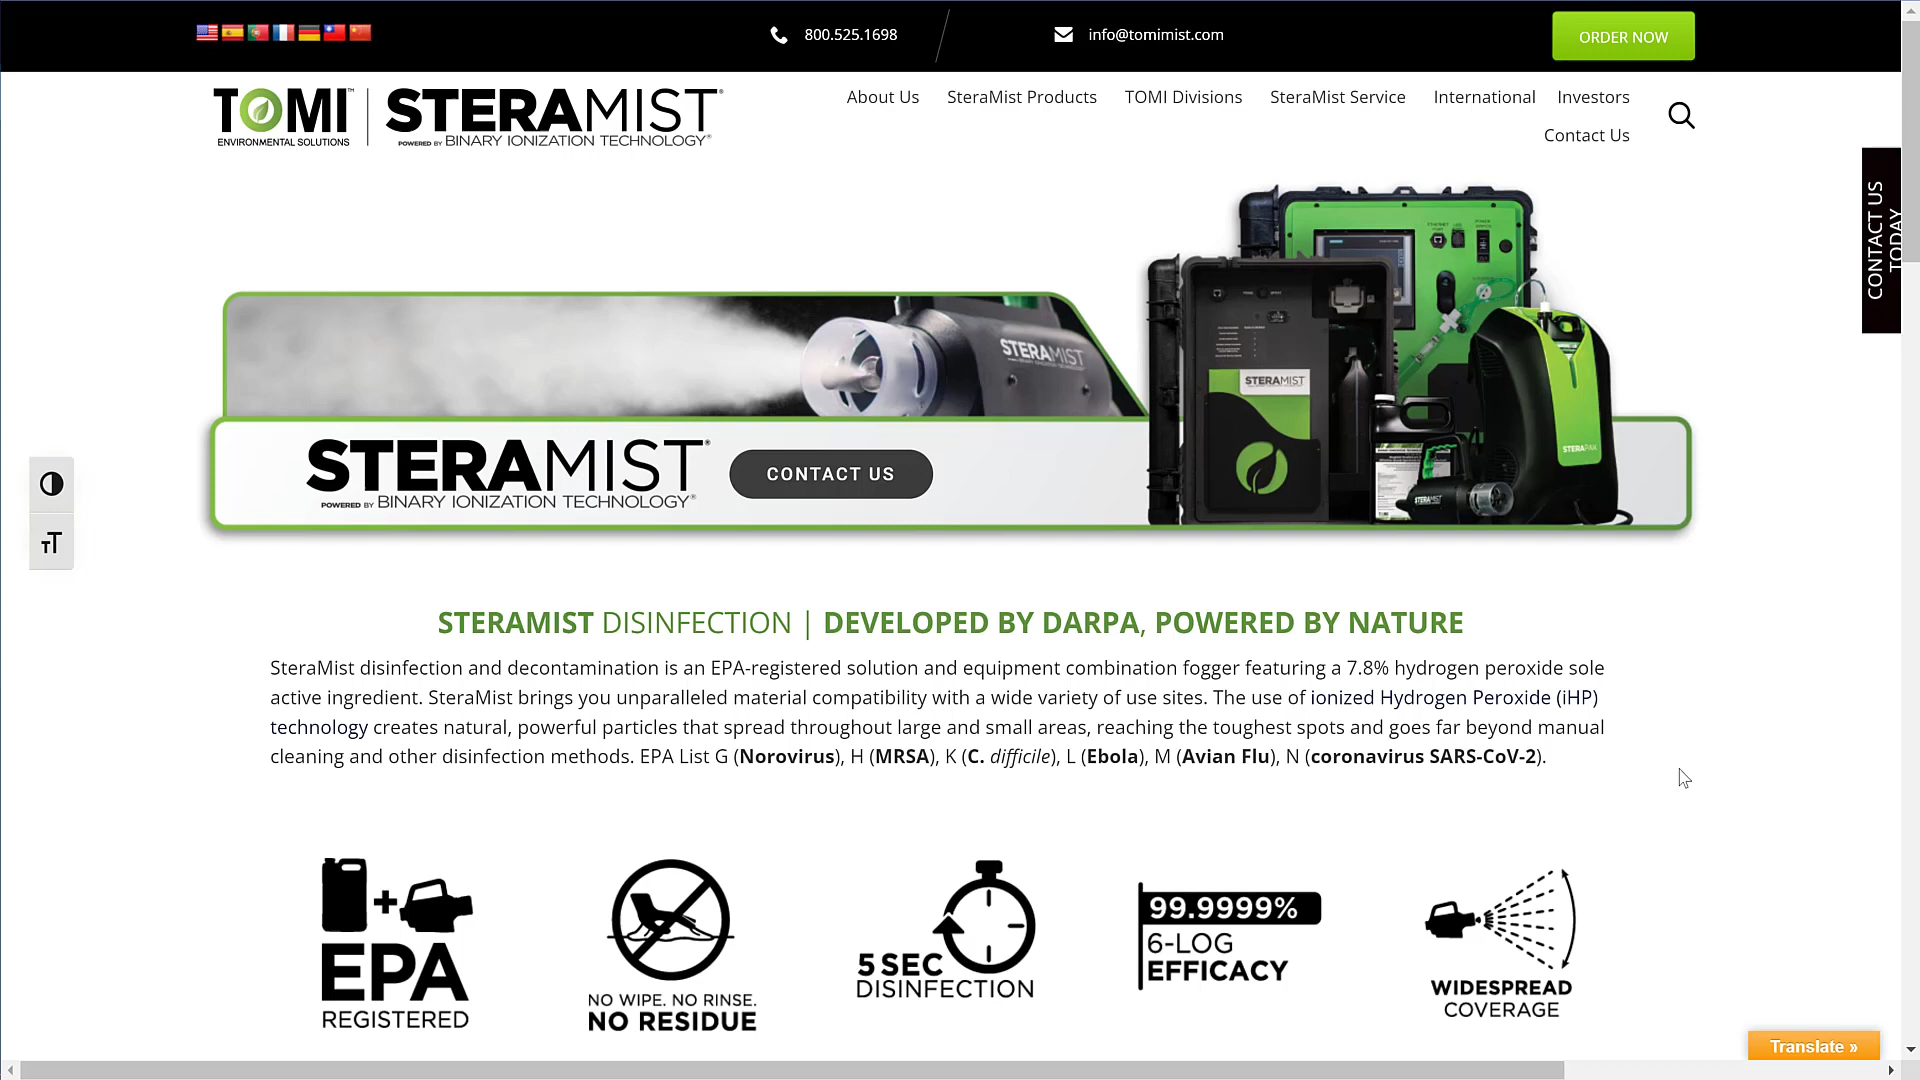 800.525.1698
info@tomimist.com
ORDER NOW
TOMI™
ENVIRONMENTAL SOLUTIONS
STERAMIST®
POWERED BY BINARY IONIZATION TECHNOLOGY®
About Us
SteraMist Products
TOMI Divisions
SteraMist Service
International
Investors
Contact Us
CONTACT US
TODAY
STERAMIST
STERAMIST
STERAPAK
STERAMIST
STERAMIST®
POWERED BY BINARY IONIZATION TECHNOLOGY®
CONTACT US
STERAMIST DISINFECTION | DEVELOPED BY DARPA, POWERED BY NATURE
SteraMist disinfection and decontamination is an EPA-registered solution and equipment combination fogger featuring a 7.8% hydrogen peroxide sole
active ingredient. SteraMist brings you unparalleled material compatibility with a wide variety of use sites. The use of ionized Hydrogen Peroxide (iHP)
technology creates natural, powerful particles that spread throughout large and small areas, reaching the toughest spots and goes far beyond manual
cleaning and other disinfection methods. EPA List G (Norovirus), H (MRSA), K (C. difficile), L (Ebola), M (Avian Flu), N (coronavirus SARS-CoV-2).
+
EPA
REGISTERED
NO WIPE. NO RINSE.
NO RESIDUE
5 SEC
DISINFECTION
99.9999%
6-LOG
EFFICACY
WIDESPREAD
COVERAGE
TT
Translate »